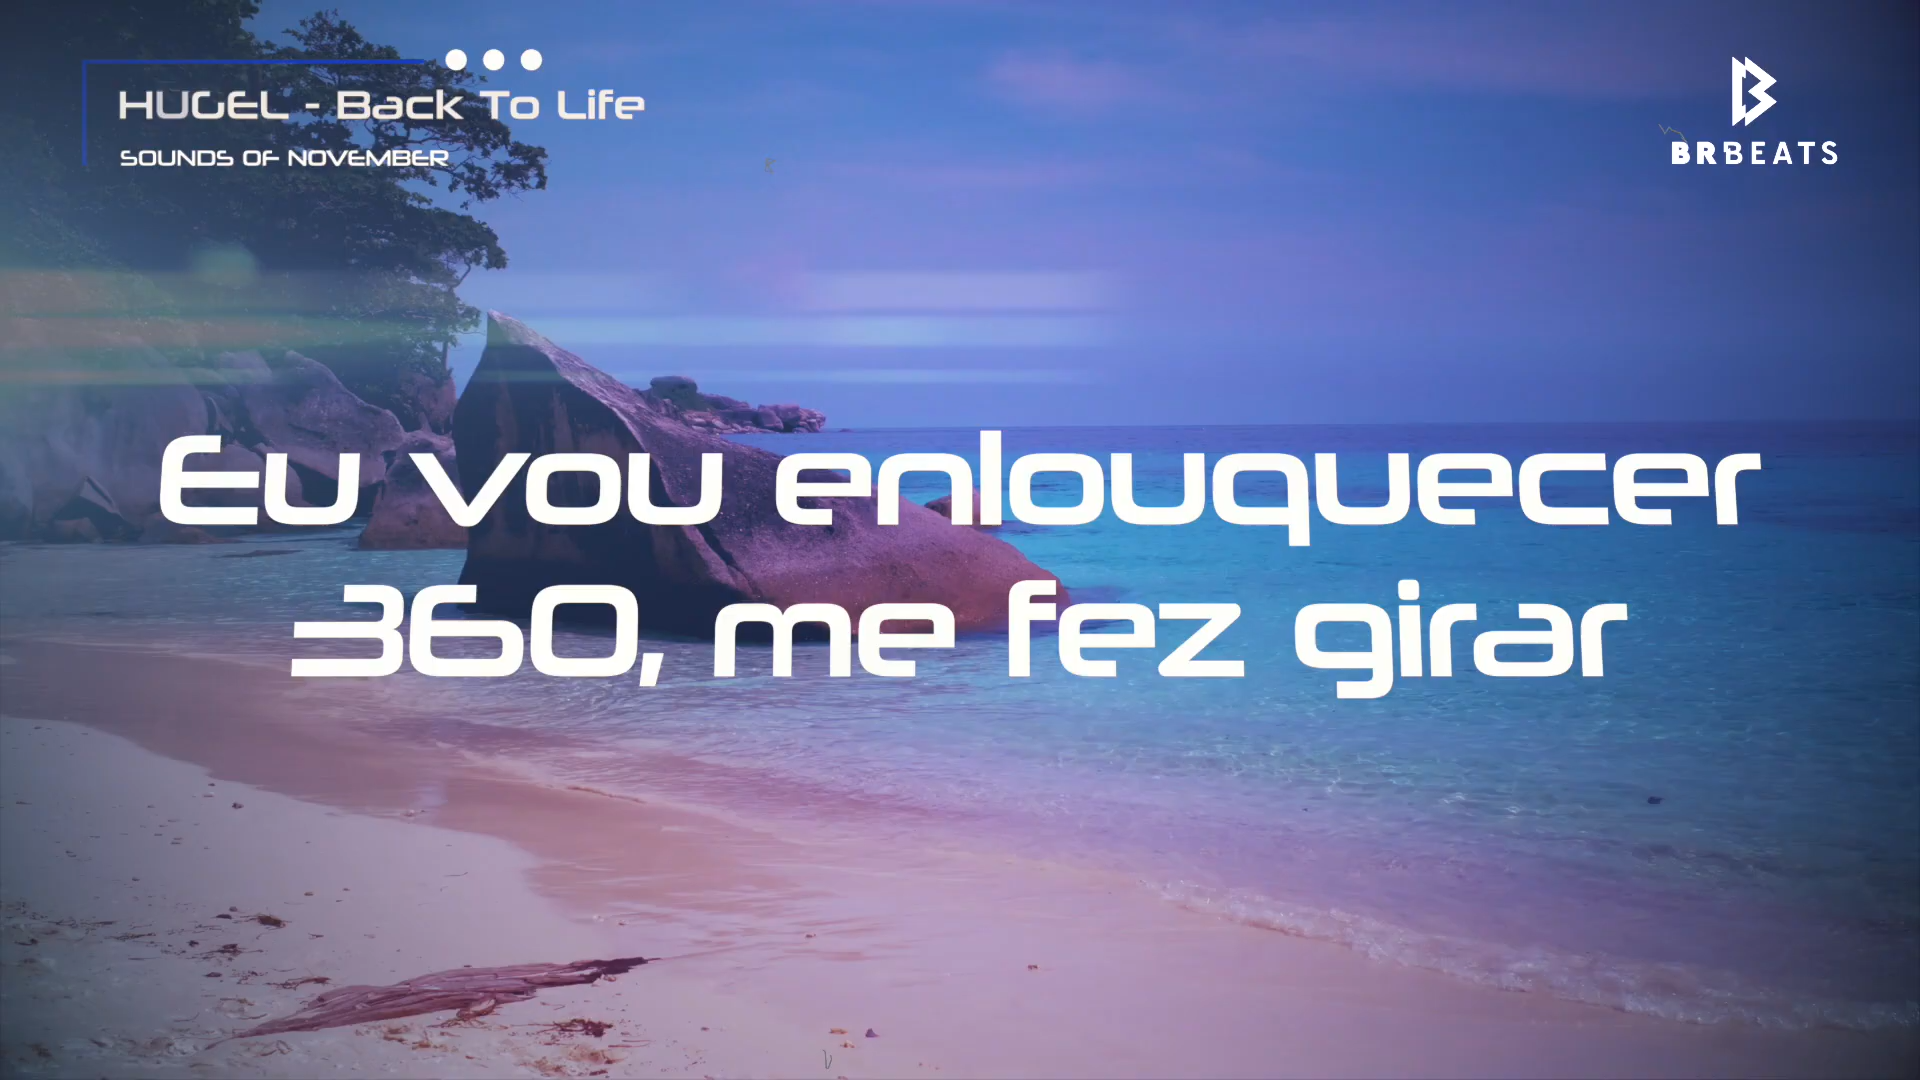 HUGEL - Back To Life
SOUNDS OF NOVEMBER
BRBEATS
Eu vou enlouquecer
360, me fez girar